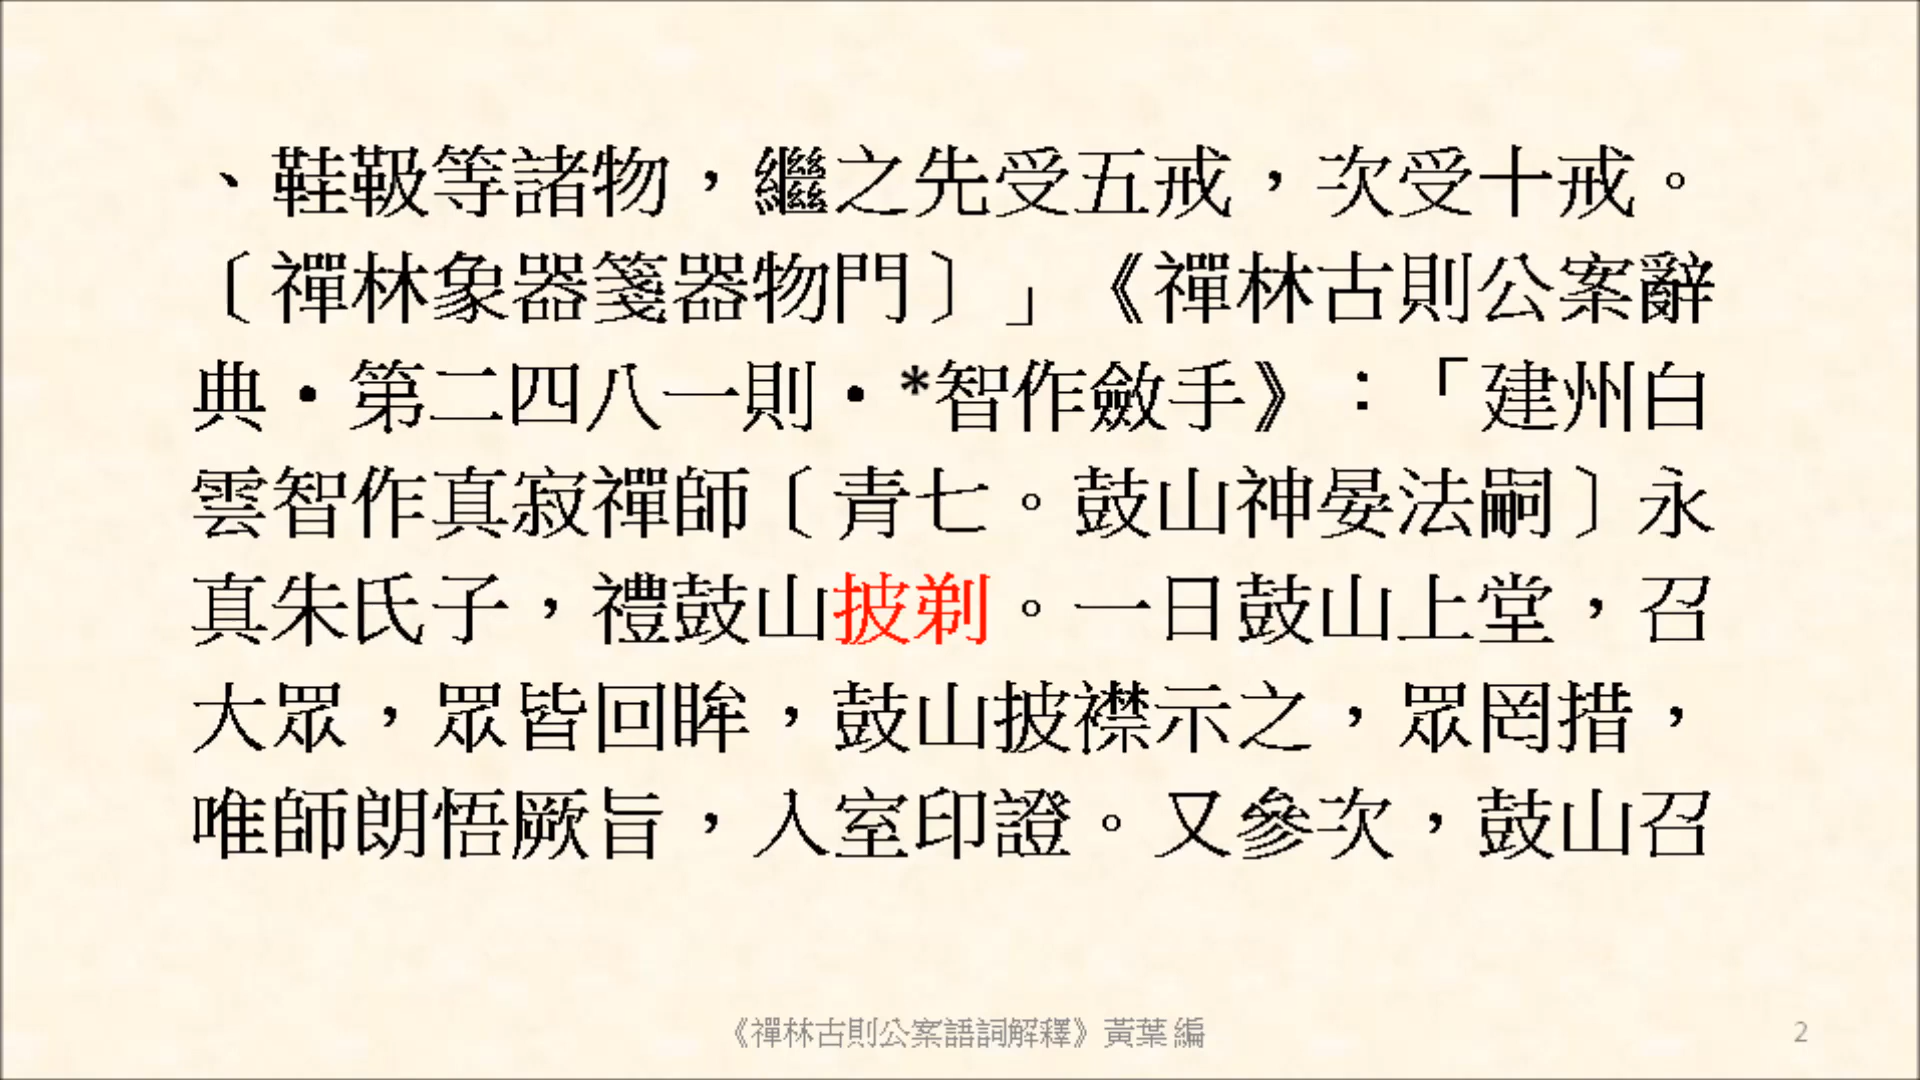 、鞋靸等諸物，繼之先受五戒，次受十戒。
〔禪林象器箋器物門〕」《禪林古則公案辭
典・第二四八一則・*智作斂手》：「建州白
雲智作真寂禪師〔青七。鼓山神晏法嗣〕永
真朱氏子，禮鼓山披剃。一日鼓山上堂，召
大眾，眾皆回眸，鼓山披襟示之，眾罔措，
唯師朗悟厥旨，入室印證。又參次，鼓山召
《禪林古則公案語詞解釋》黃葉編
2